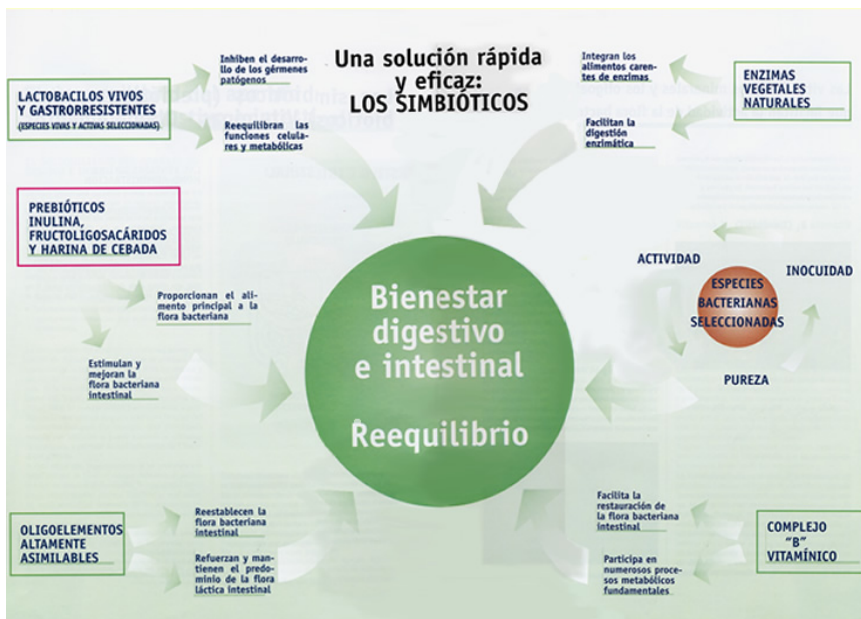 Una solución rápida
y eficaz:
LOS SIMBIÓTICOS
LACTOBACILOS VIVOS
Y GASTRORRESISTENTES
(ESPECIES VIVAS Y ACTIVAS SELECCIONADAS).
Inhiben el desarro-
llo de los gérmenes
patógenos
Reequilibran las
funciones celula-
res y metabólicas
Integran los
alimentos caren-
tes de enzimas
Facilitan la
digestión
enzimática
ENZIMAS
VEGETALES
NATURALES
PREBIÓTICOS
INULINA,
FRUCTOLIGOSACÁRIDOS
Y HARINA DE CEBADA
Proporcionan el ali-
mento principal a la
flora bacteriana
Estimulan y
mejoran la
flora bacteriana
intestinal
Bienestar
digestivo
e intestinal
Reequilibrio
ACTIVIDAD
INOCUIDAD
ESPECIES
BACTERIANAS
SELECCIONADAS
PUREZA
OLIGOELEMENTOS
ALTAMENTE
ASIMILABLES
Reestablecen la
flora bacteriana
intestinal
Refuerzan y man-
tienen el predo-
minio de la flora
láctica intestinal
Facilita la
restauración de
la flora bacteriana
intestinal
Participa en
numerosos proce-
sos metabólicos
fundamentales
COMPLEJO
"B"
VITAMÍNICO